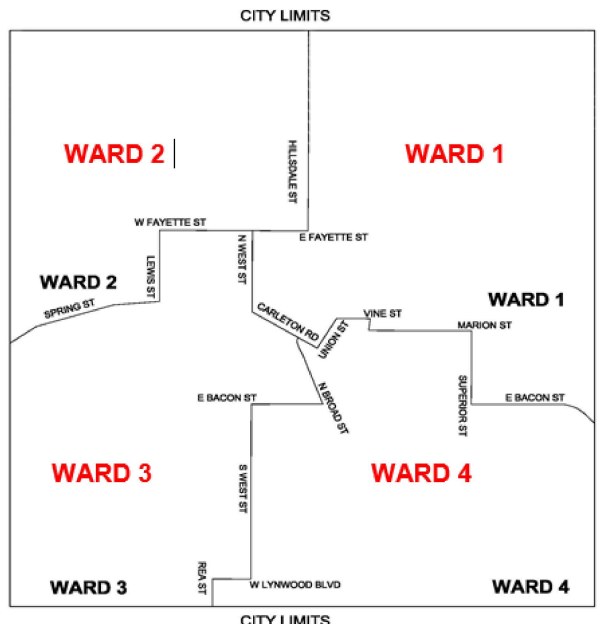 CITY LIMITS
HILLSDALE ST
WARD 2
WARD 1
W FAYETTE ST
E FAYETTE ST
N WEST ST
LEWIS ST
WARD 2
SPRING ST
WARD 1
CARLETON RD
UNION ST
VINE ST
MARION ST
E BACON ST
N BROAD ST
SUPERIOR ST
E BACON ST
WARD 3
WARD 4
S WEST ST
REA ST
W LYNWOOD BLVD
WARD 3
WARD 4
CITY LIMITS